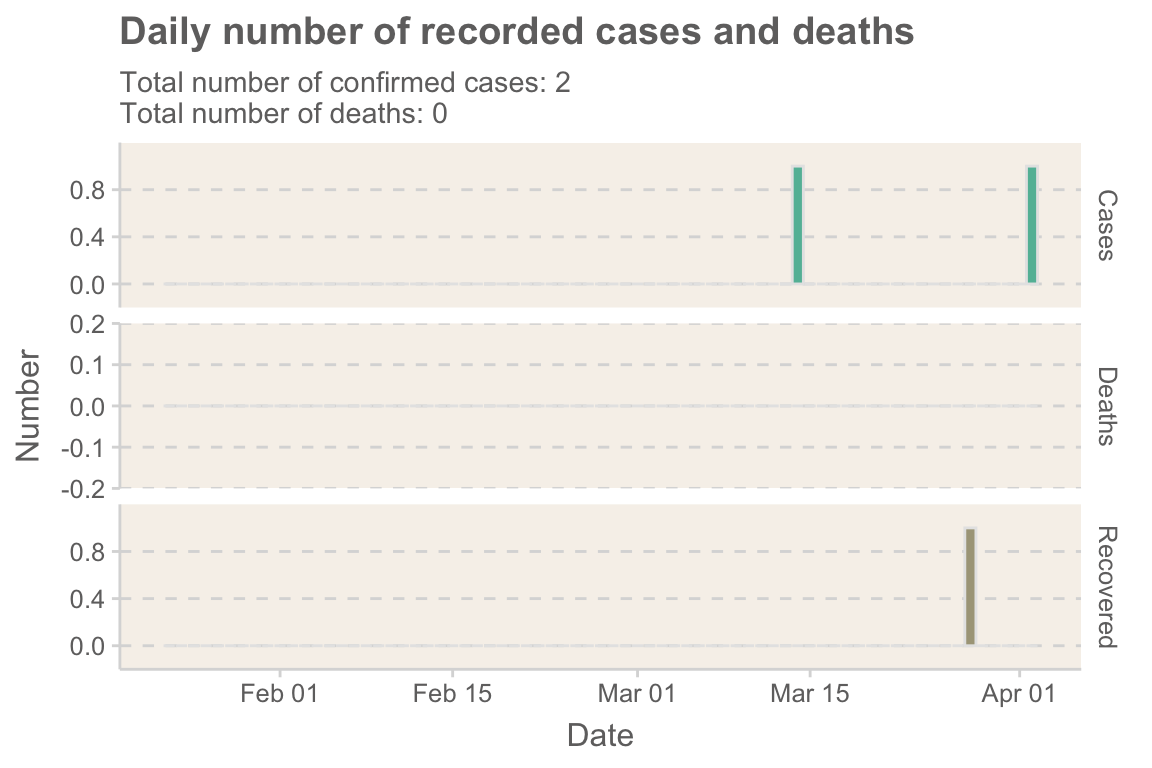 Daily number of recorded cases and deaths
Total number of confirmed cases: 2
Total number of deaths: 0
0.8
0.4
0.0
Cases
0.2
0.1
0.0
-0.1
-0.2
Deaths
Number
0.8
0.4
0.0
Recovered
Feb 01
Feb 15
Mar 01
Mar 15
Apr 01
Date